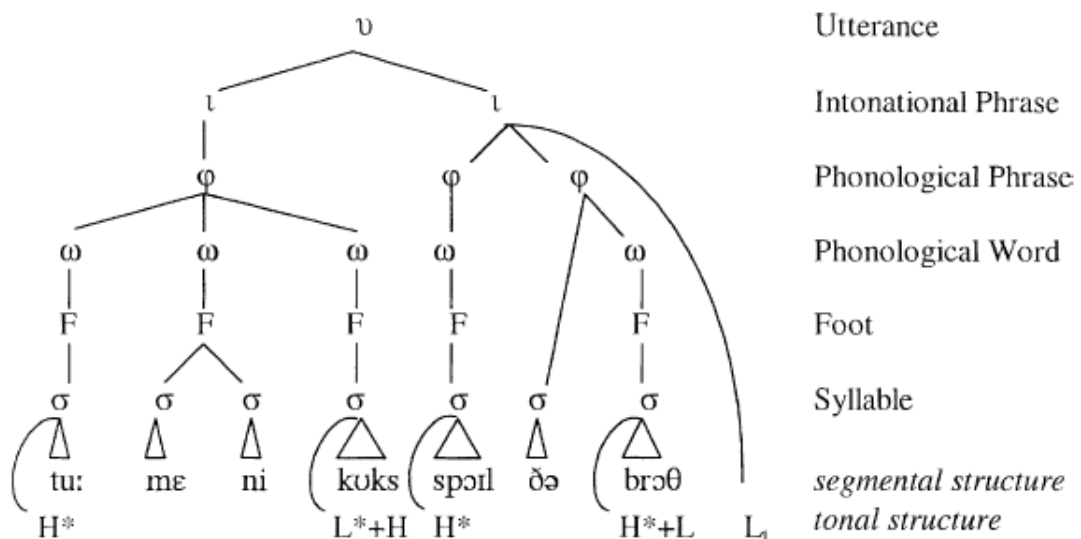 υ Utterance
ι ι Intonational Phrase
φ φ φ Phonological Phrase
ω ω ω ω ω Phonological Word
F F F F F Foot
σ σ σ σ σ σ σ Syllable
tuː mɛ ni kʊks spɔɪl ðə brɔθ segmental structure
H* L*+H H* H*+L Lι tonal structure